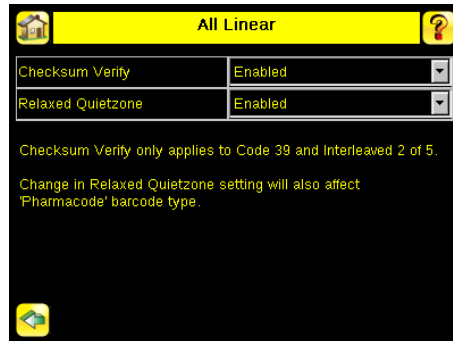 All Linear
?
Checksum Verify Enabled
Relaxed Quietzone Enabled
Checksum Verify only applies to Code 39 and Interleaved 2 of 5.
Change in Relaxed Quietzone setting will also affect
'Pharmacode' barcode type.